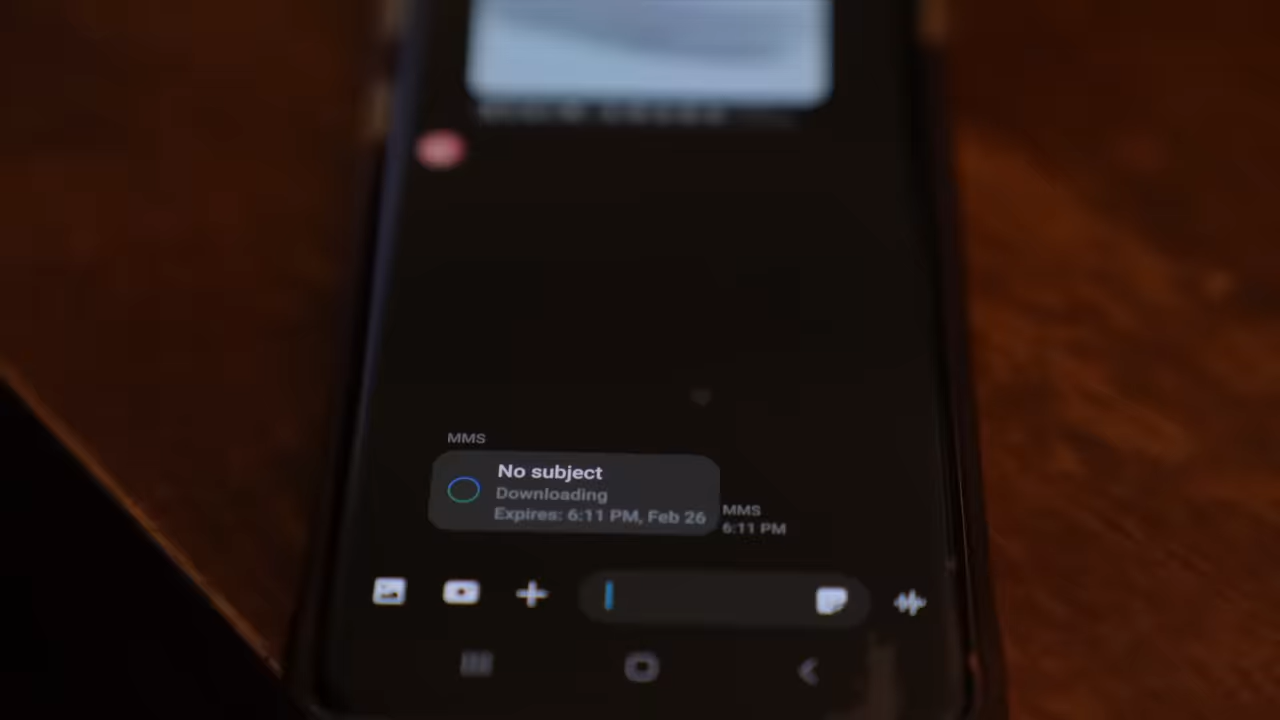 MMS
No subject
Downloading
Expires: 6:11 PM, Feb 26
MMS
6:11 PM